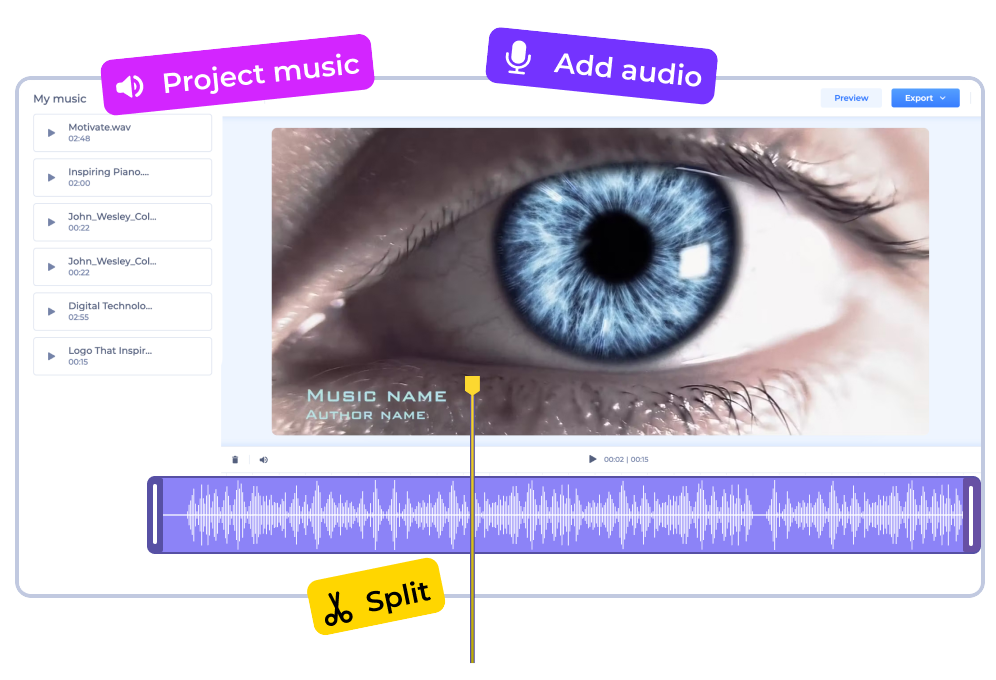 Project music
Add audio
My music
Preview
Export
Motivate.wav
02:48
Inspiring Piano....
02:00
John_Wesley_Col...
00:22
John_Wesley_Col...
00:22
Digital Technolo...
02:55
Logo That Inspir...
00:15
Music name
Author name
00:02 | 00:15
Split